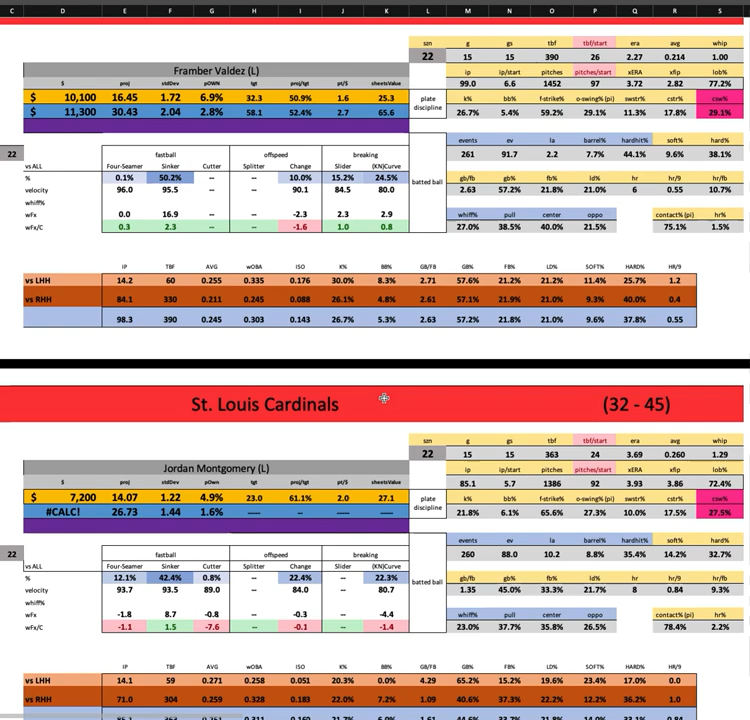 C D E F G H I J K L M N O P Q R S
szn g gs tbf tbf/start era avg whip
22 15 15 390 26 2.27 0.214 1.00
Framber Valdez (L)
ip ip/start pitches pitches/start xERA xfip lob%
99.0 6.6 1452 97 3.72 2.82 77.2%
$ proj stdDev pOWN tgt proj/tgt pt/$ sheetsValue
$ 10,100 16.45 1.72 6.9% 32.3 50.9% 1.6 25.3
plate discipline k% bb% f-strike% o-swing% (pi) swstr% cstr% csw%
$ 11,300 30.43 2.04 2.8% 58.1 52.4% 2.7 65.6
26.7% 5.4% 59.2% 29.1% 11.3% 17.8% 29.1%
events ev la barrel% hardhit% soft% hard%
22 fastball offspeed breaking
261 91.7 2.2 7.7% 44.1% 9.6% 38.1%
vs ALL Four-Seamer Sinker Cutter Splitter Change Slider (KN)Curve
% 0.1% 50.2% -- -- 10.0% 15.2% 24.5%
batted ball gb/fb gb% fb% ld% hr hr/9 hr/fb
velocity 96.0 95.5 -- -- 90.1 84.5 80.0
2.63 57.2% 21.8% 21.0% 6 0.55 10.7%
whiff%
wFx 0.0 16.9 -2.3 2.3 2.9
whiff% pull center oppo contact% (pi) hr%
wFx/C 0.3 2.3 -- -- -1.6 1.0 0.8
27.0% 38.5% 40.0% 21.5% 75.1% 1.5%
IP TBF AVG wOBA ISO K% BB% GB/FB GB% FB% LD% SOFT% HARD% HR/9
vs LHH 14.2 60 0.255 0.335 0.176 30.0% 8.3% 2.71 57.6% 21.2% 21.2% 11.4% 25.7% 1.2
vs RHH 84.1 330 0.211 0.245 0.088 26.1% 4.8% 2.61 57.1% 21.9% 21.0% 9.3% 40.0% 0.4
98.3 390 0.245 0.303 0.143 26.7% 5.3% 2.63 57.2% 21.8% 21.0% 9.6% 37.8% 0.55
St. Louis Cardinals (32 - 45)
szn g gs tbf tbf/start era avg whip
22 15 15 363 24 3.69 0.260 1.29
Jordan Montgomery (L)
ip ip/start pitches pitches/start xERA xfip lob%
85.1 5.7 1386 92 3.93 3.86 72.4%
$ proj stdDev pOwn tgt proj/tgt pt/$ sheetsValue
$ 7,200 14.07 1.22 4.9% 23.0 61.1% 2.0 27.1
plate discipline k% bb% f-strike% o-swing% (pi) swstr% cstr% csw%
#CALC! 26.73 1.44 1.6% ---- ---- ---- ----
21.8% 6.1% 65.6% 27.3% 10.0% 17.5% 27.5%
events ev la barrel% hardhit% soft% hard%
22 fastball offspeed breaking
260 88.0 10.2 8.8% 35.4% 14.2% 32.7%
vs ALL Four-Seamer Sinker Cutter Splitter Change Slider (KN)Curve
% 12.1% 42.4% 0.8% -- 22.4% -- 22.3%
batted ball gb/fb gb% fb% ld% hr hr/9 hr/fb
velocity 93.7 93.5 89.0 -- 84.0 -- 80.7
1.35 45.0% 33.3% 21.7% 8 0.84 9.3%
whiff%
wFx -1.8 8.7 -0.8 -0.3 -4.4
whiff% pull center oppo contact% (pi) hr%
wFx/C -1.1 1.5 -7.6 -- -0.1 -- -1.4
23.0% 37.7% 35.8% 26.5% 78.4% 2.2%
IP TBF AVG wOBA ISO K% BB% GB/FB GB% FB% LD% SOFT% HARD% HR/9
vs LHH 14.1 59 0.271 0.258 0.051 20.3% 0.0% 4.29 65.2% 15.2% 19.6% 23.4% 17.0% 0.0
vs RHH 71.0 304 0.259 0.328 0.183 22.0% 7.2% 1.09 40.6% 37.3% 22.2% 12.2% 36.2% 1.0